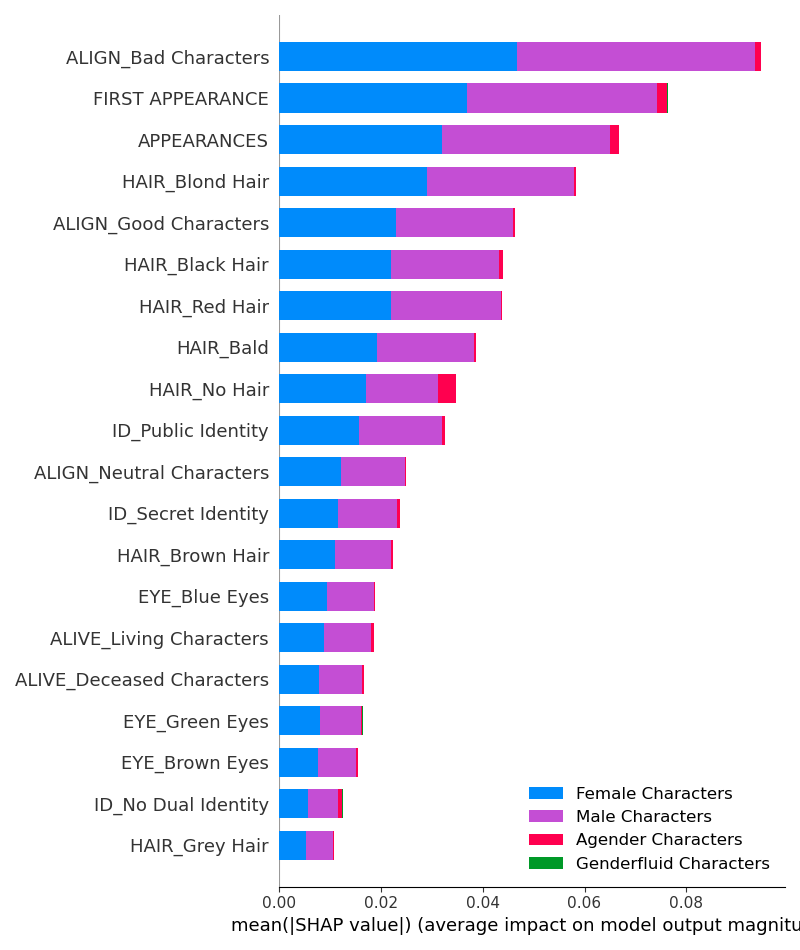 ALIGN_Bad Characters
FIRST APPEARANCE
APPEARANCES
HAIR_Blond Hair
ALIGN_Good Characters
HAIR_Black Hair
HAIR_Red Hair
HAIR_Bald
HAIR_No Hair
ID_Public Identity
ALIGN_Neutral Characters
ID_Secret Identity
HAIR_Brown Hair
EYE_Blue Eyes
ALIVE_Living Characters
ALIVE_Deceased Characters
EYE_Green Eyes
EYE_Brown Eyes
ID_No Dual Identity
HAIR_Grey Hair
Female Characters
Male Characters
Agender Characters
Genderfluid Characters
0.00 0.02 0.04 0.06 0.08
mean(|SHAP value|) (average impact on model output magnitu